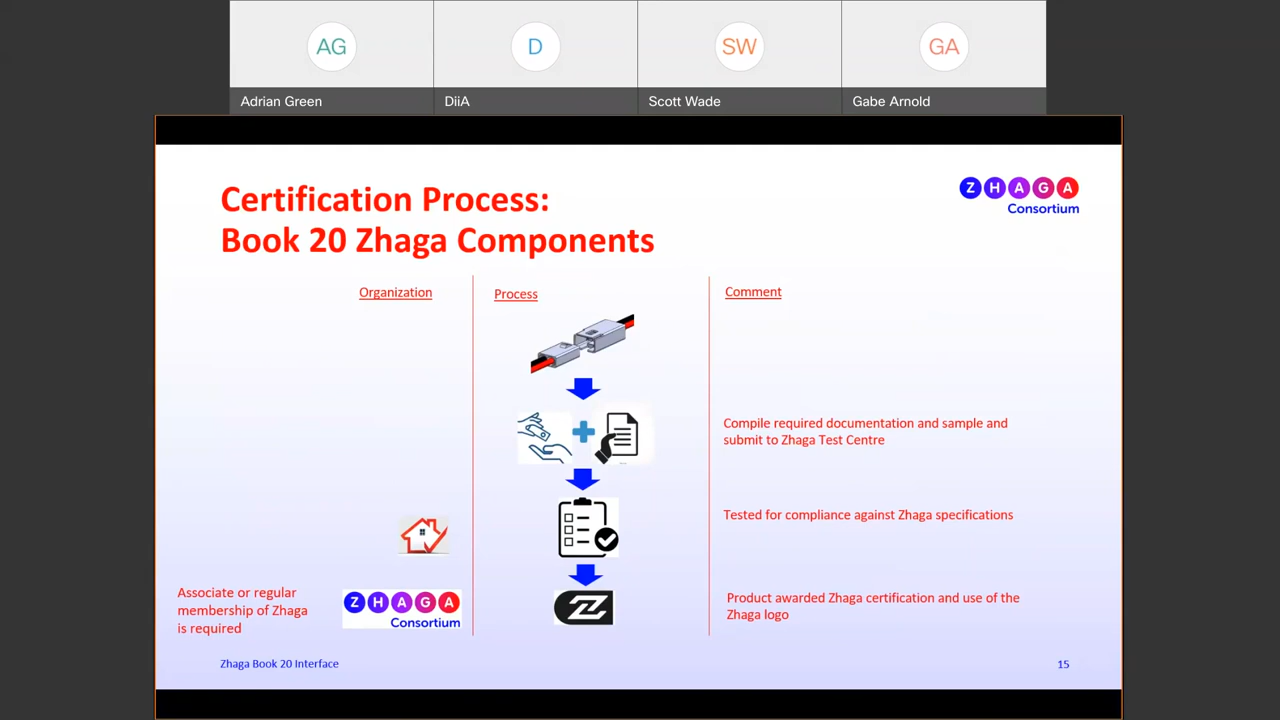 AG
D
SW
GA
Adrian Green
DiiA
Scott Wade
Gabe Arnold
Certification Process:
Book 20 Zhaga Components
ZHAGA
Consortium
Organization
Process
Comment
Compile required documentation and sample and
submit to Zhaga Test Centre
Tested for compliance against Zhaga specifications
Associate or regular
membership of Zhaga
is required
ZHAGA
Consortium
Product awarded Zhaga certification and use of the
Zhaga logo
Zhaga Book 20 Interface
15